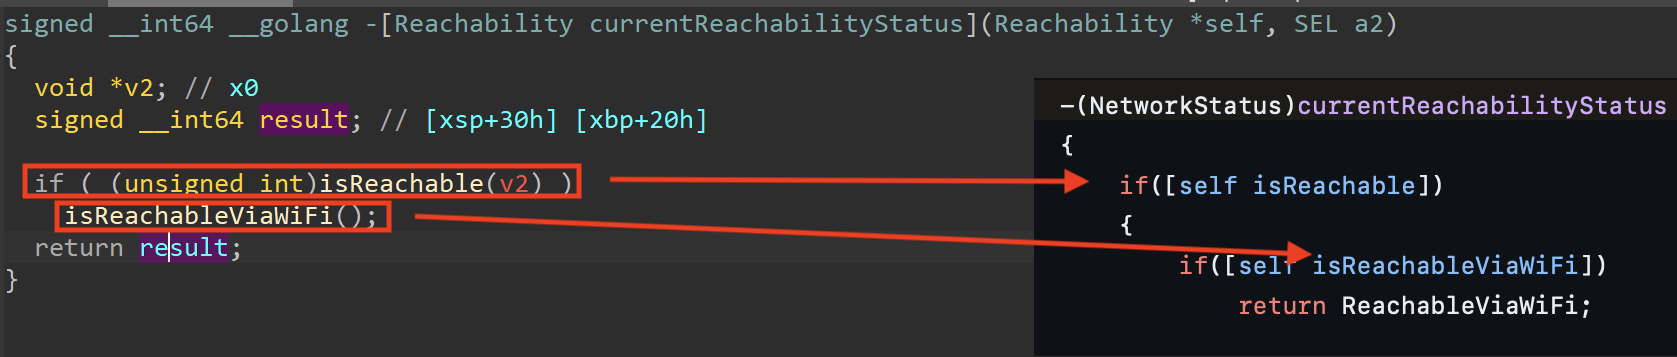 signed __int64 __golang -[Reachability currentReachabilityStatus](Reachability *self, SEL a2)
{
void *v2; // x0
signed __int64 result; // [xsp+30h] [xbp+20h]
if ( (unsigned int)isReachable(v2) )
isReachableViaWiFi();
return result;
}
-(NetworkStatus)currentReachabilityStatus
{
if([self isReachable])
{
if([self isReachableViaWiFi])
return ReachableViaWiFi;